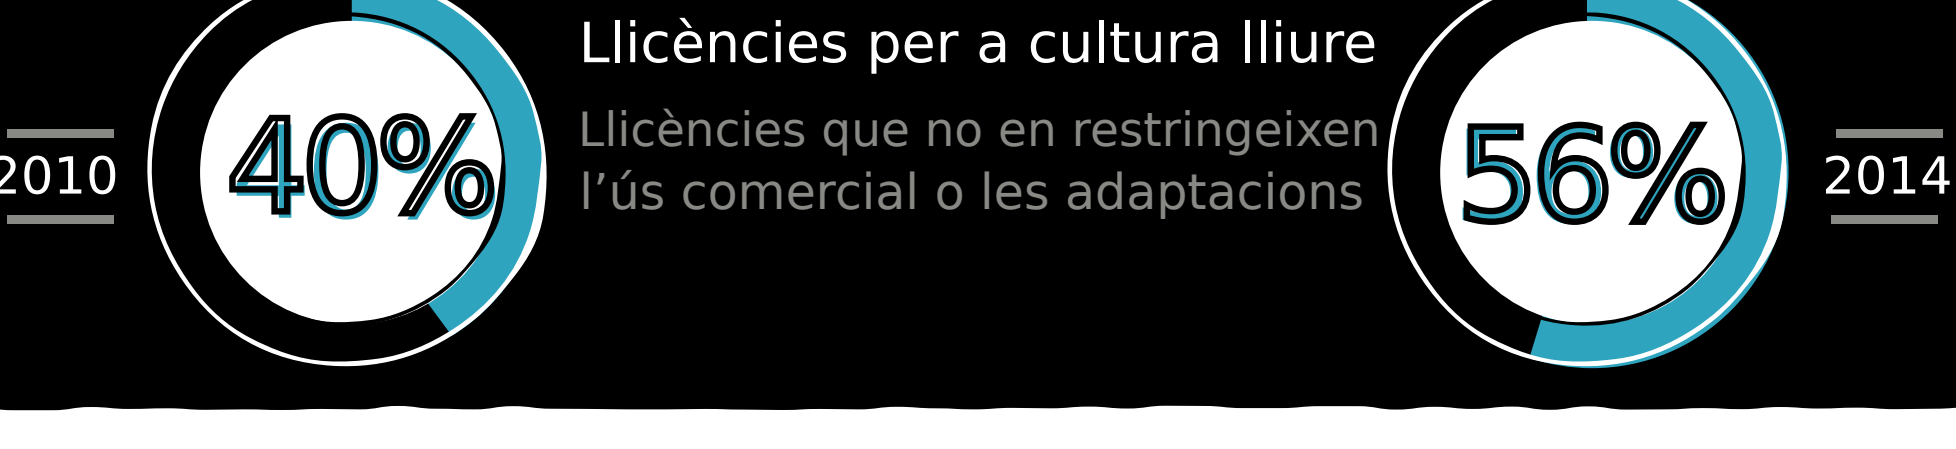 2010
40%
Llicències per a cultura lliure
Llicències que no en restringeixen
l’ús comercial o les adaptacions
56%
2014